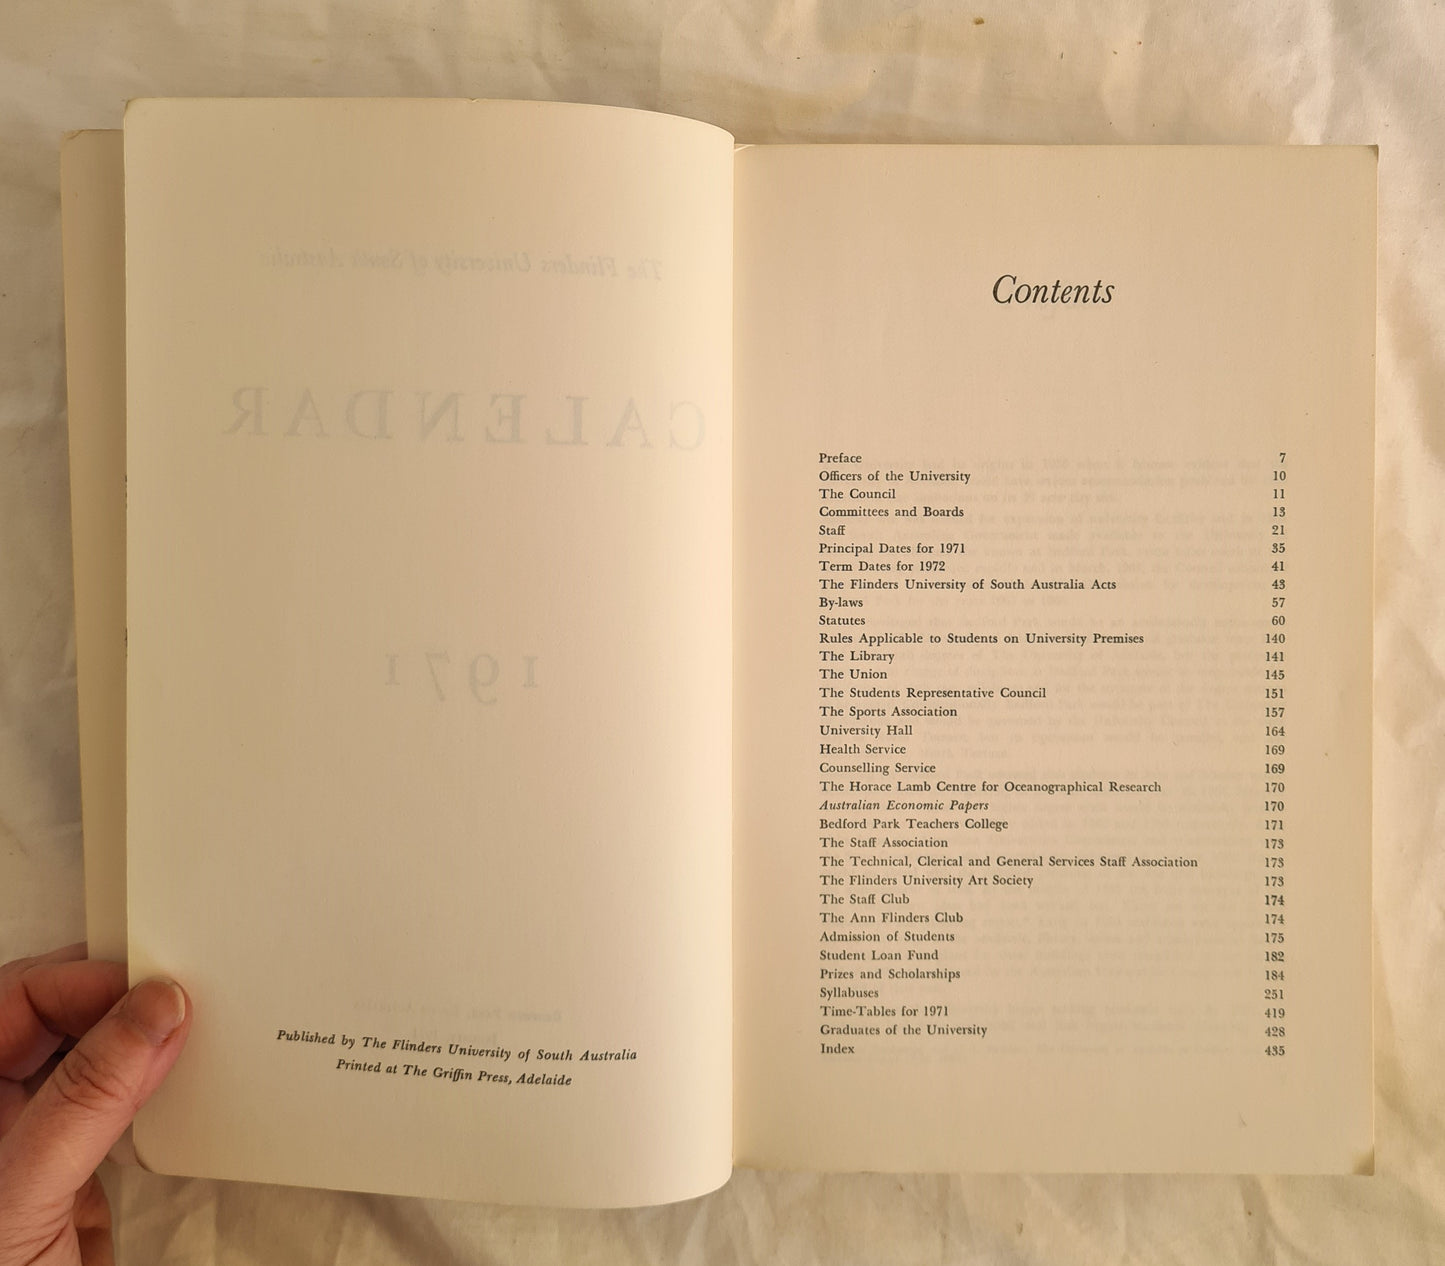 The Flinders University of South Australia
CALENDAR
1971
Published by The Flinders University of South Australia
Printed at The Griffin Press, Adelaide
Contents
Preface 7
Officers of the University 10
The Council 11
Committees and Boards 13
Staff 21
Principal Dates for 1971 35
Term Dates for 1972 41
The Flinders University of South Australia Acts 43
By-laws 57
Statutes 60
Rules Applicable to Students on University Premises 140
The Library 141
The Union 145
The Students Representative Council 151
The Sports Association 157
University Hall 164
Health Service 169
Counselling Service 169
The Horace Lamb Centre for Oceanographical Research 170
Australian Economic Papers 170
Bedford Park Teachers College 171
The Staff Association 173
The Technical, Clerical and General Services Staff Association 173
The Flinders University Art Society 173
The Staff Club 174
The Ann Flinders Club 174
Admission of Students 175
Student Loan Fund 182
Prizes and Scholarships 184
Syllabuses 251
Time-Tables for 1971 419
Graduates of the University 428
Index 435